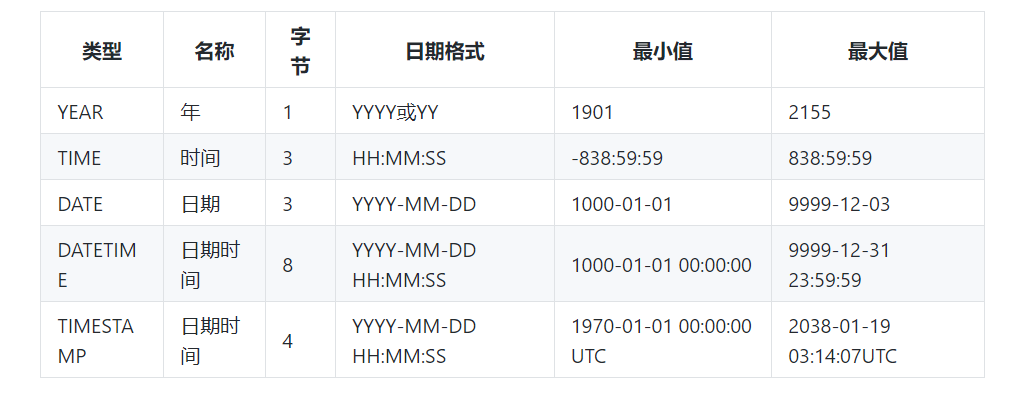 类型 名称 字节 日期格式 最小值 最大值
YEAR 年 1 YYYY或YY 1901 2155
TIME 时间 3 HH:MM:SS -838:59:59 838:59:59
DATE 日期 3 YYYY-MM-DD 1000-01-01 9999-12-03
DATETIME 日期时间 8 YYYY-MM-DD HH:MM:SS 1000-01-01 00:00:00 9999-12-31 23:59:59
TIMESTAMP 日期时间 4 YYYY-MM-DD HH:MM:SS 1970-01-01 00:00:00 UTC 2038-01-19 03:14:07UTC